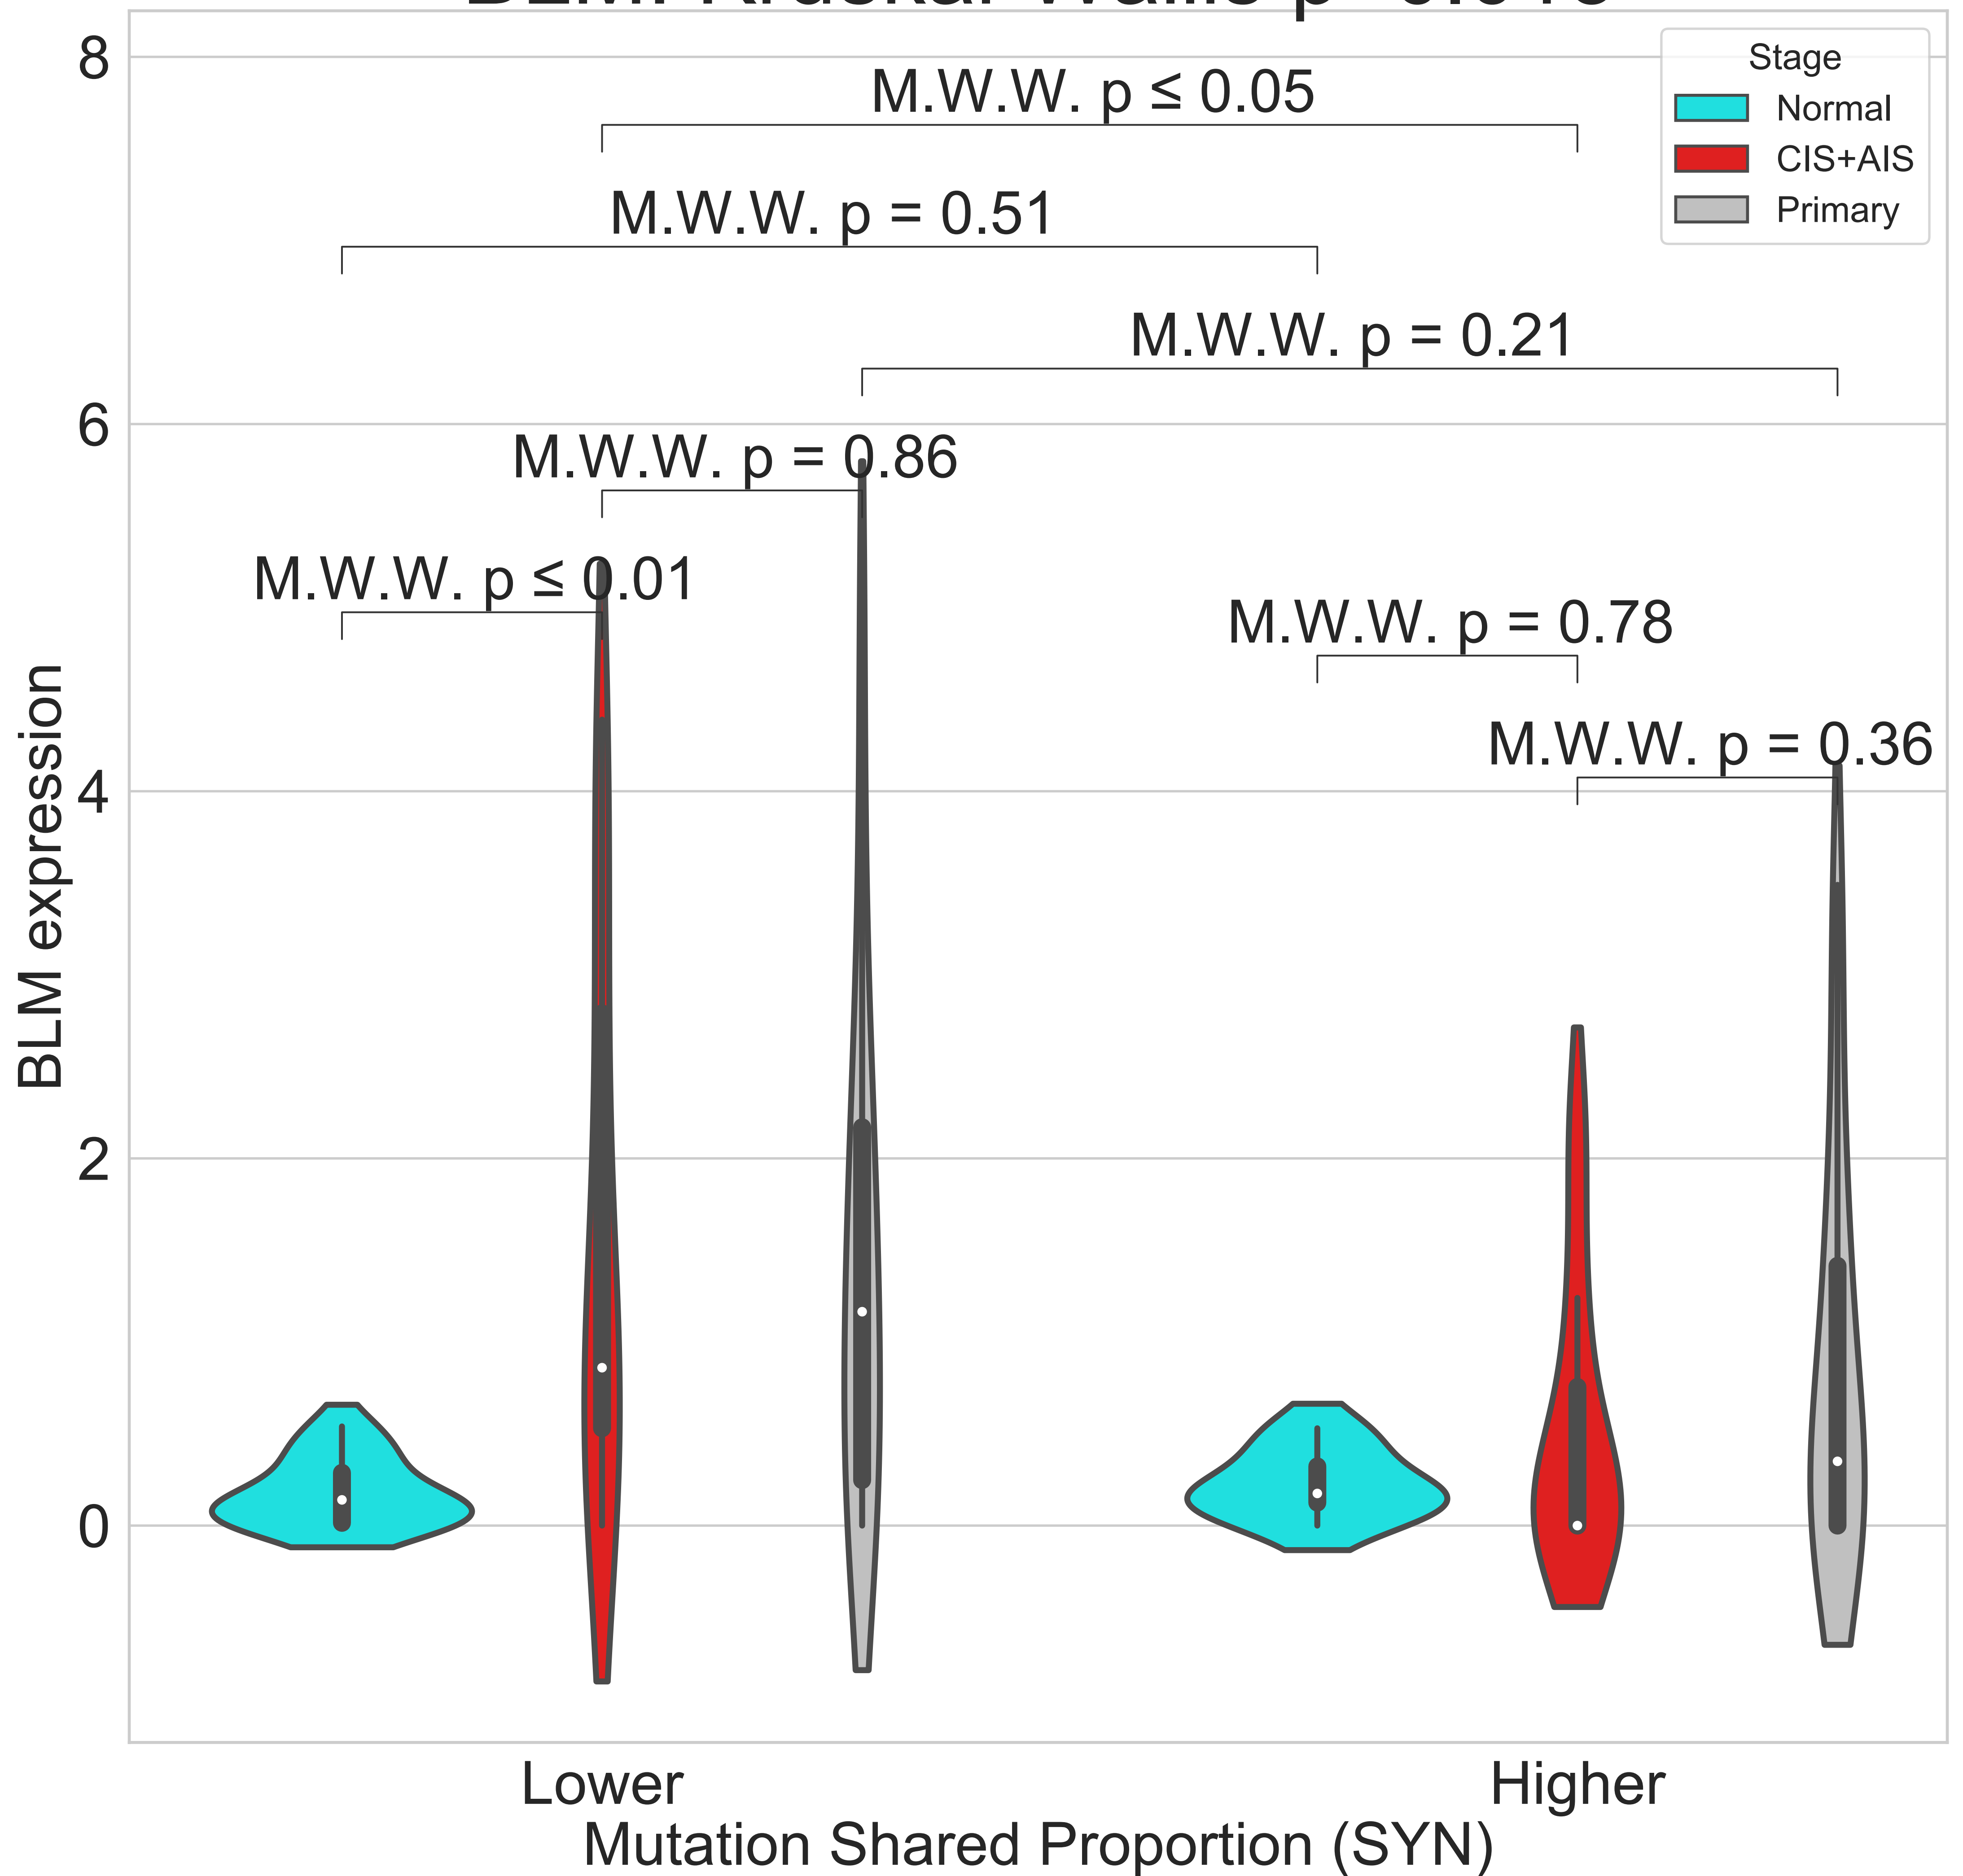 8
Stage
M.W.W. p ≤ 0.05
Normal
CIS+AIS
M.W.W. p = 0.51
Primary
M.W.W. p = 0.21
6
M.W.W. p = 0.86
M.W.W. p ≤ 0.01
M.W.W. p = 0.78
M.W.W. p = 0.36
4
BLM expression
2
0
Lower
Higher
Mutation Shared Proportion (SYN)